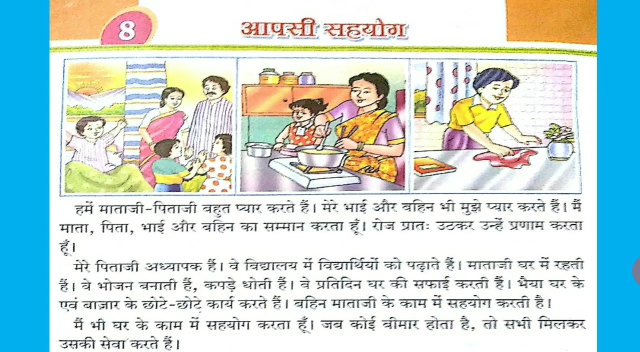 8
आपसी सहयोग
हमें माताजी-पिताजी बहुत प्यार करते हैं। मेरे भाई और बहिन भी मुझे प्यार करते हैं। मैं
माता, पिता, भाई और बहिन का सम्मान करता हूँ। रोज प्रातः उठकर उन्हें प्रणाम करता
हूँ।
मेरे पिताजी अध्यापक हैं। वे विद्यालय में विद्यार्थियों को पढ़ाते हैं। माताजी घर में रहती
हैं। वे भोजन बनाती हैं, कपड़े धोती हैं। वे प्रतिदिन घर की सफाई करती हैं। भैया घर के
एवं बाज़ार के छोटे-छोटे कार्य करते हैं। बहिन माताजी के काम में सहयोग करती है।
मैं भी घर के काम में सहयोग करता हूँ। जब कोई बीमार होता है, तो सभी मिलकर
उसकी सेवा करते हैं।